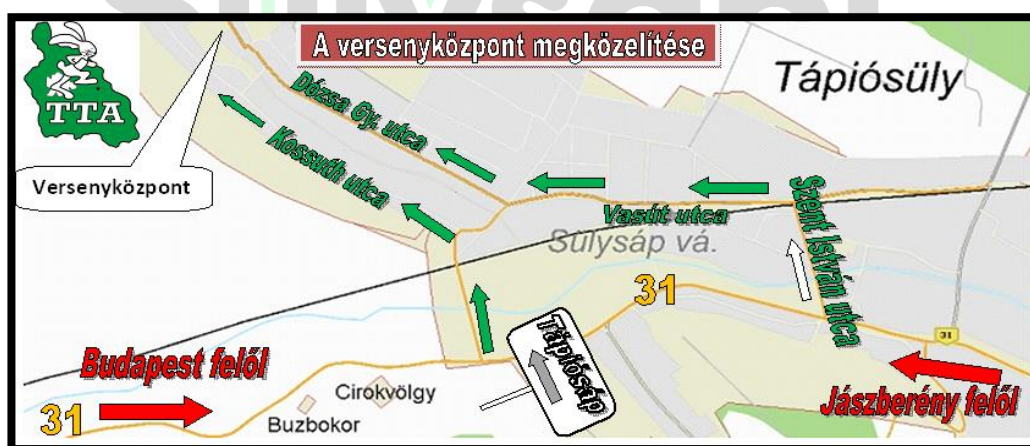 Sülysápi
A versenyközpont megközelítése
TTA
Tápiósüly
Dózsa Gy. utca
Kossuth utca
Versenyközpont
Vasút utca
Szent István utca
Sülysáp vá.
31
31
Tápiósáp
Budapest felől
Cirokvölgy
Jászberény felől
31
Buzbokor